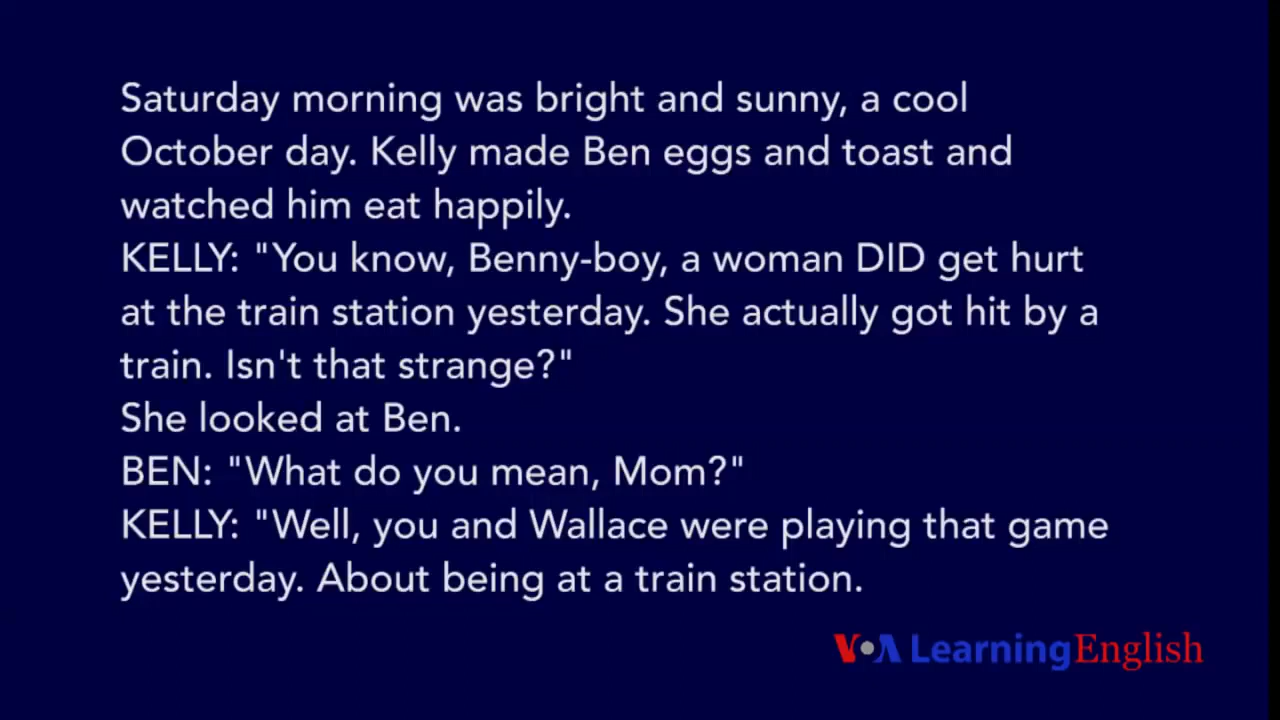 Saturday morning was bright and sunny, a cool
October day. Kelly made Ben eggs and toast and
watched him eat happily.
KELLY: "You know, Benny-boy, a woman DID get hurt
at the train station yesterday. She actually got hit by a
train. Isn't that strange?"
She looked at Ben.
BEN: "What do you mean, Mom?"
KELLY: "Well, you and Wallace were playing that game
yesterday. About being at a train station.
VOA Learning English